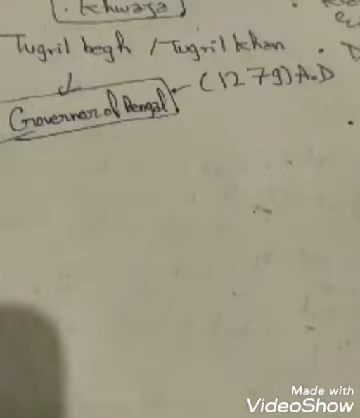 . khwaja
Tugril begh / Tugril khan
(1279) A.D
Governor of Bengal
Made with
VideoShow